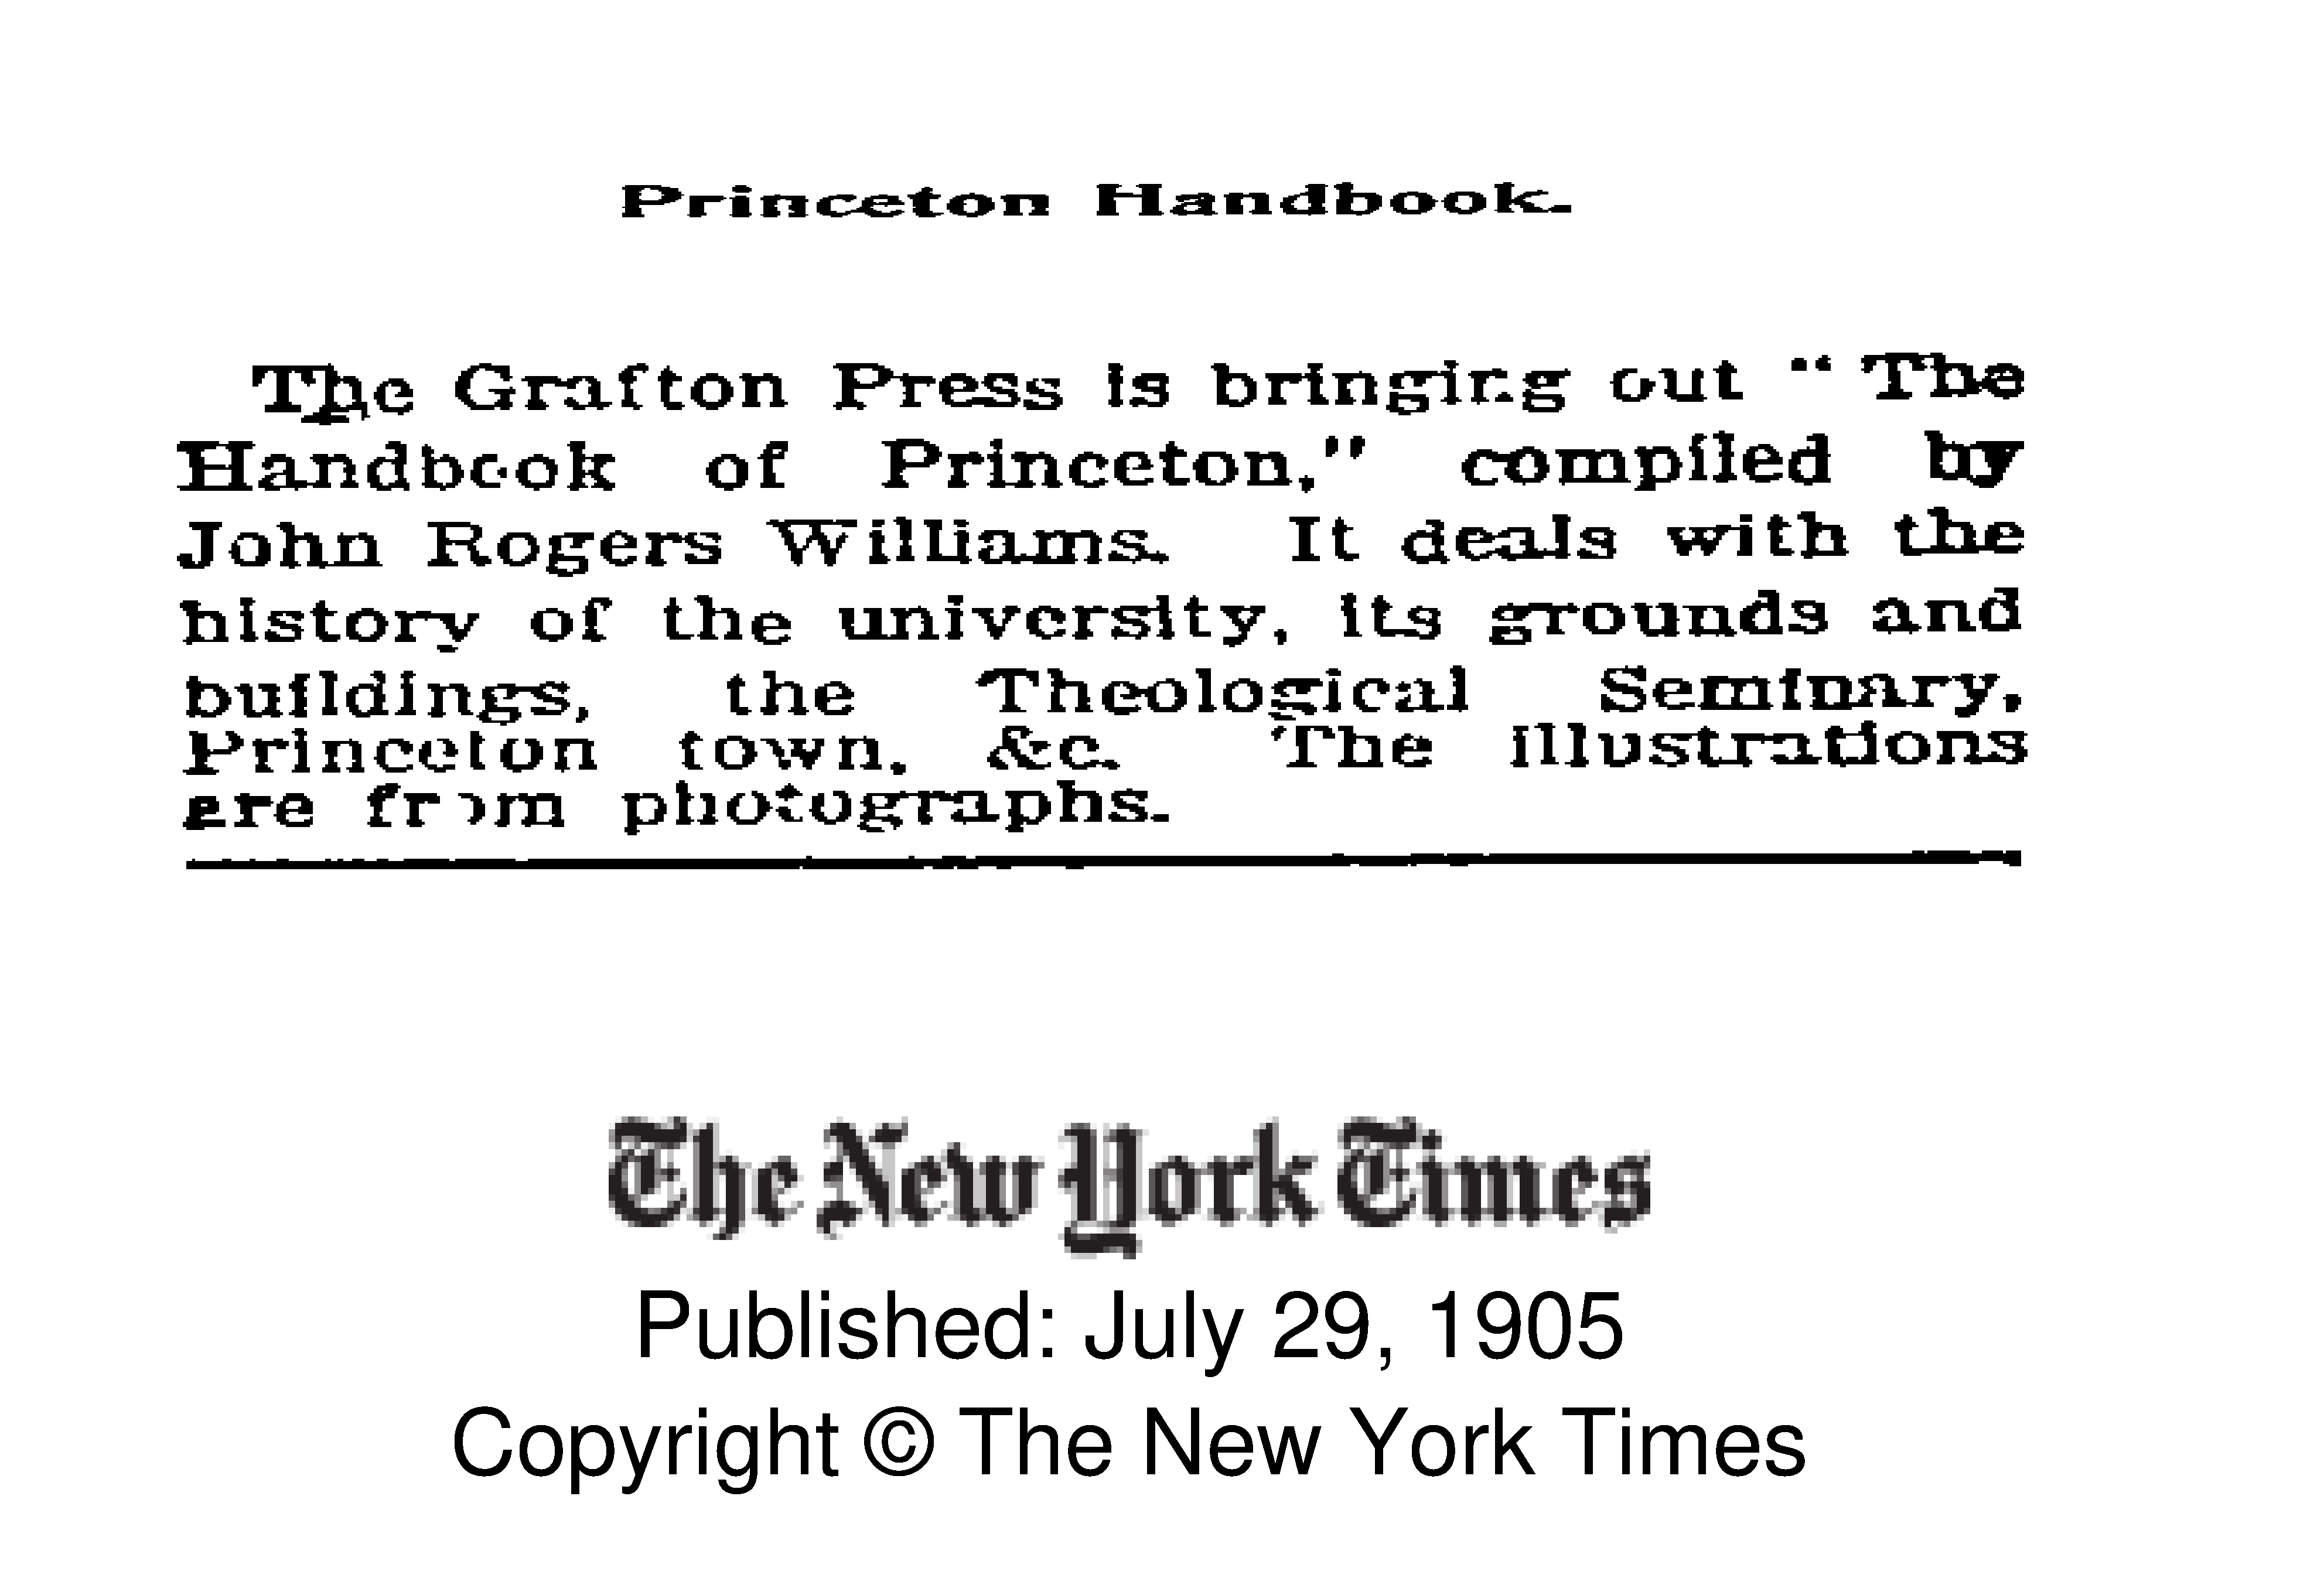 Princeton Handbook.
The Grafton Press is bringing out " The
Handbook of Princeton," compiled by
John Rogers Williams. It deals with the
history of the university, its grounds and
buildings, the Theological Seminary,
Princeton town, &c. The illustrations
are from photographs.
The New York Times
Published: July 29, 1905
Copyright © The New York Times